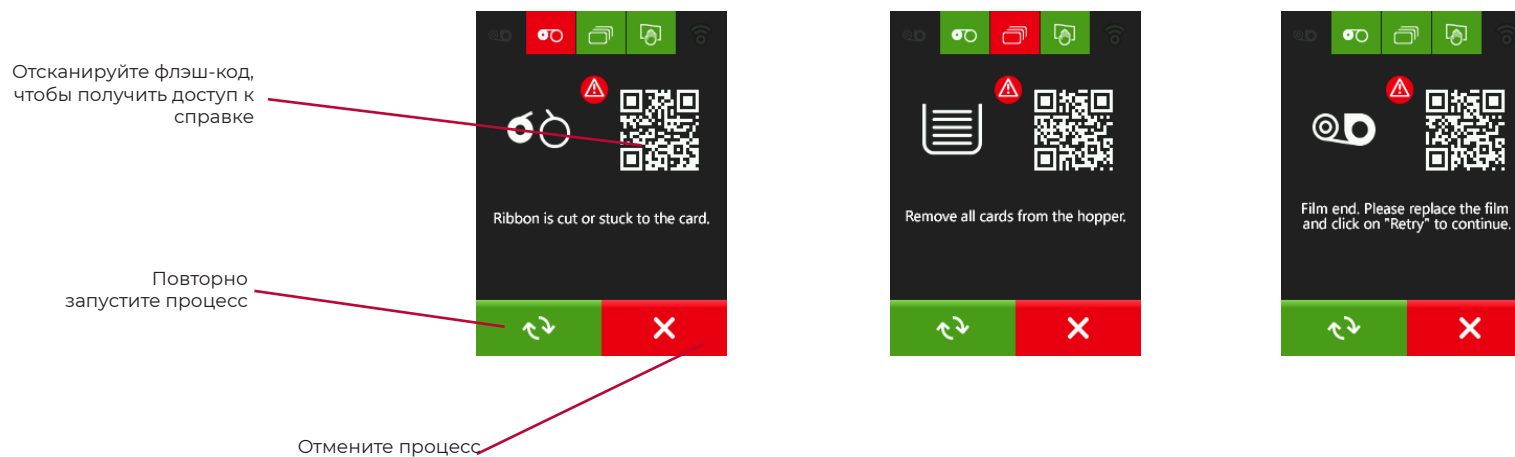 Отсканируйте флэш-код,
чтобы получить доступ к
справке
Повторно
запустите процесс
Отмените процесс
Ribbon is cut or stuck to the card.
Remove all cards from the hopper.
Film end. Please replace the film
and click on "Retry" to continue.